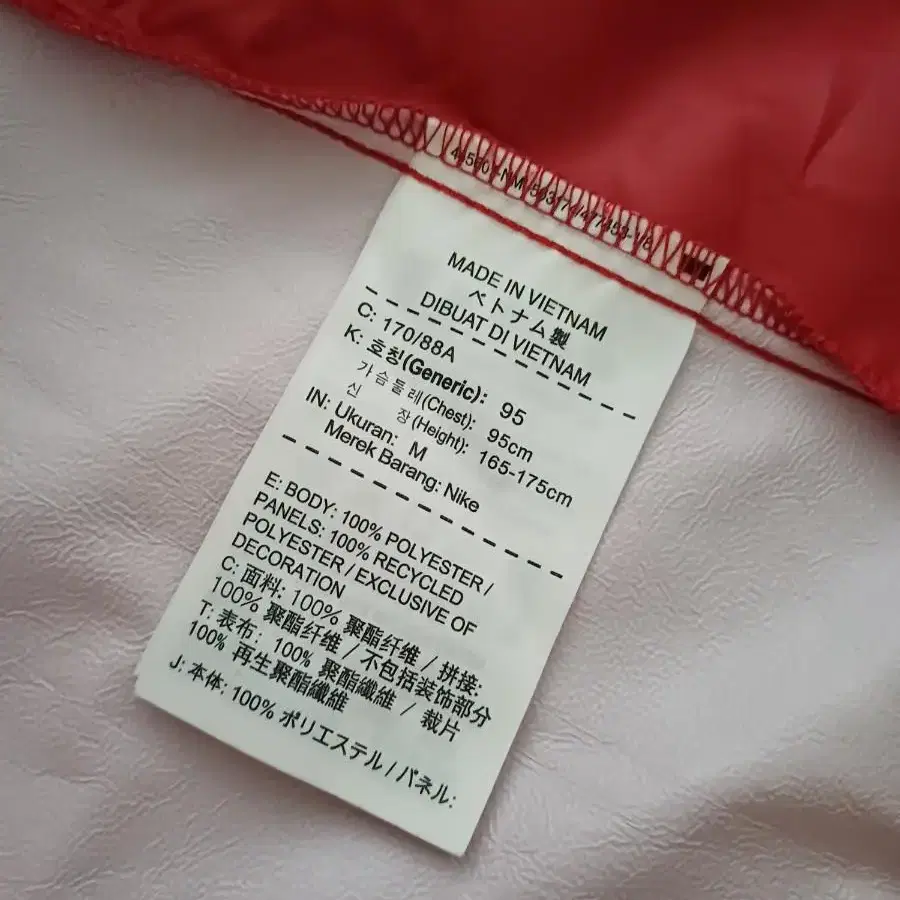 MADE IN VIETNAM
ベトナム製
DIBUAT DI VIETNAM
C: 170/88A
K: 호칭(Generic): 95
가슴둘레(Chest): 95cm
신 장(Height): 165-175cm
IN: Ukuran: M
Merek Barang: Nike
E: BODY: 100% POLYESTER /
PANELS: 100% RECYCLED
POLYESTER / EXCLUSIVE OF
DECORATION
C: 面料: 100% 聚酯纤维 / 拼接:
100% 聚酯纤维 / 不包括装饰部分
T: 表布: 100% 聚酯纖維 / 裁片
100% 再生聚酯纖維
J: 本体: 100% ポリエステル / パネル: